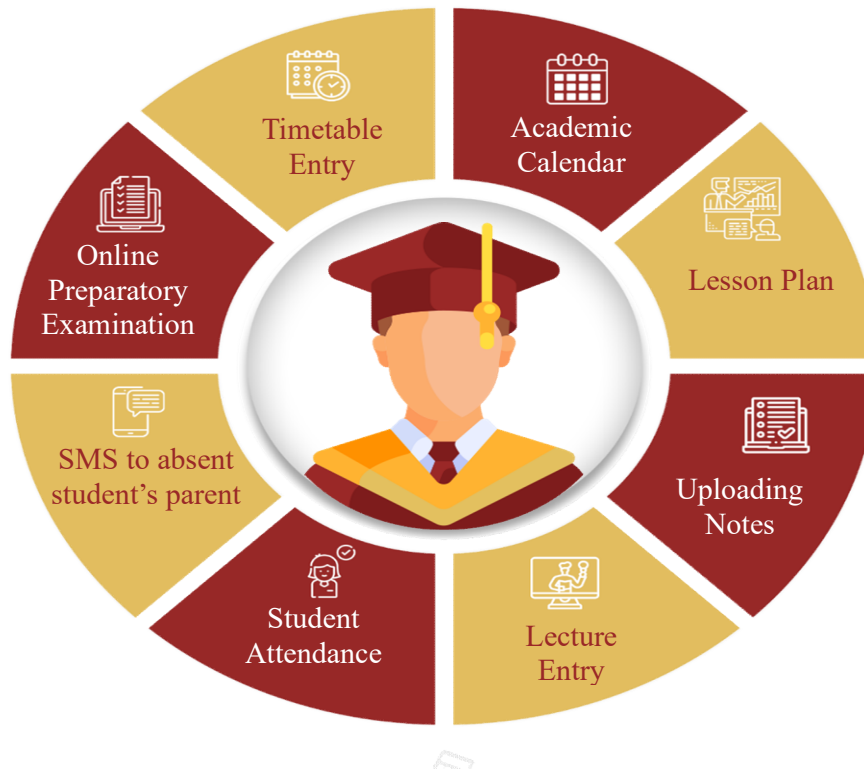 Timetable
Entry
Academic
Calendar
Lesson Plan
Uploading
Notes
Lecture
Entry
Student
Attendance
SMS to absent
student’s parent
Online
Preparatory
Examination